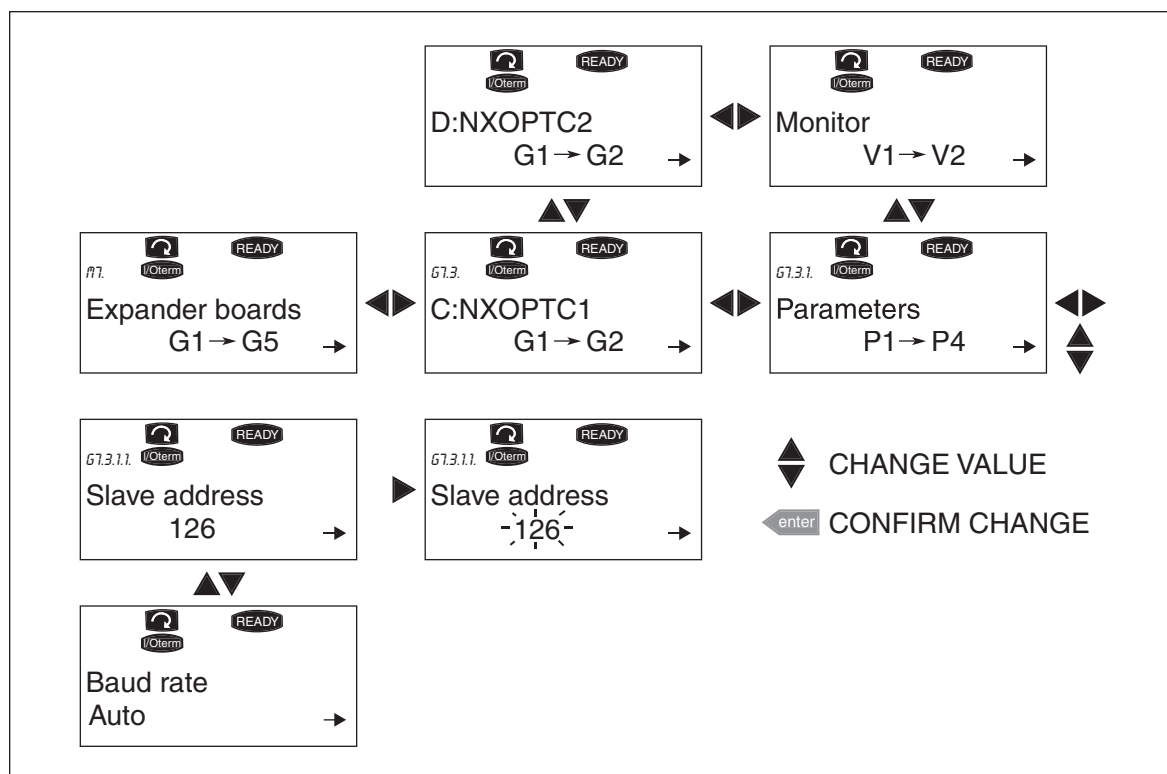 READY
I/Oterm
D:NXOPTC2
G1→G2
READY
I/Oterm
Monitor
V1→V2
READY
M7.
I/Oterm
Expander boards
G1→G5
READY
G7.3.
I/Oterm
C:NXOPTC1
G1→G2
READY
G7.3.1.
I/Oterm
Parameters
P1→P4
READY
G7.3.1.1.
I/Oterm
Slave address
126
READY
G7.3.1.1.
I/Oterm
Slave address
126
CHANGE VALUE
enter CONFIRM CHANGE
READY
I/Oterm
Baud rate
Auto